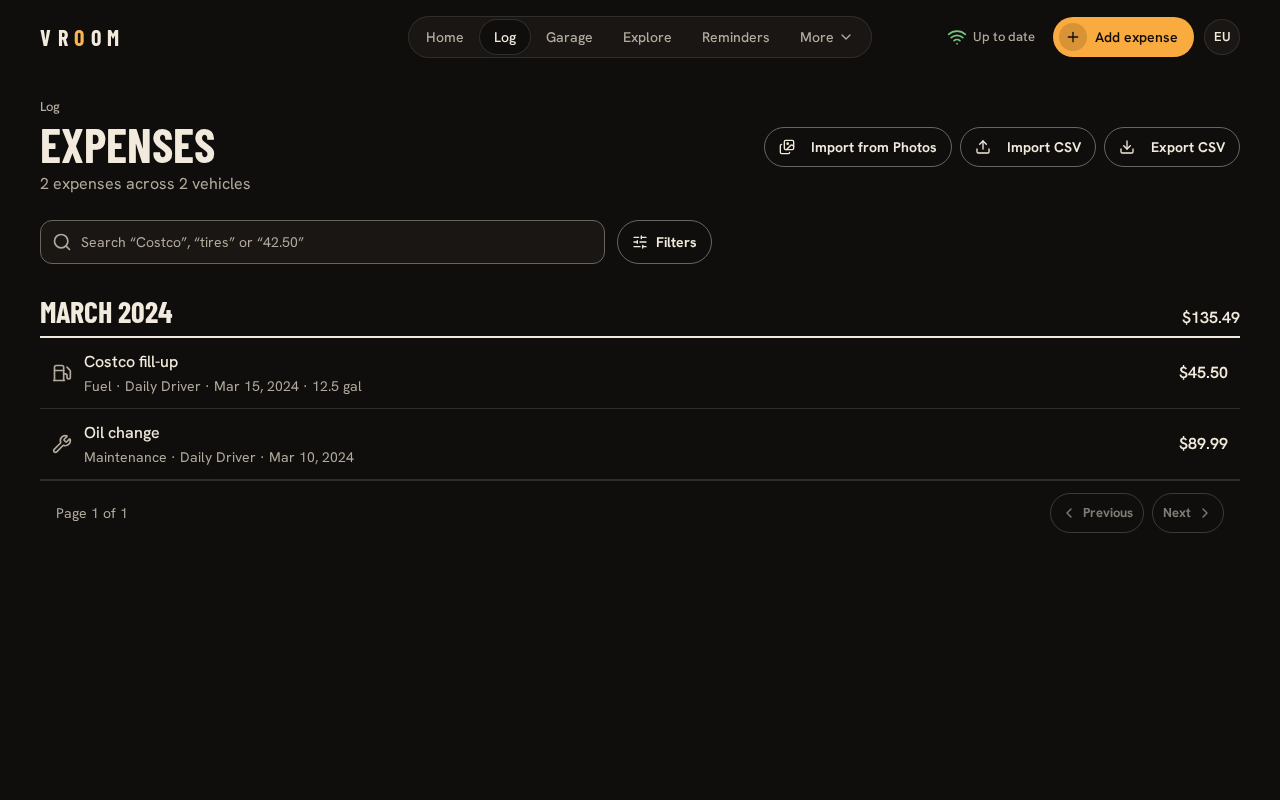 VROOM
Home Log Garage Explore Reminders More
Up to date
Add expense
EU
Log
EXPENSES
2 expenses across 2 vehicles
Import from Photos
Import CSV
Export CSV
Search “Costco”, “tires” or “42.50”
Filters
MARCH 2024 $135.49
Costco fill-up
Fuel · Daily Driver · Mar 15, 2024 · 12.5 gal
$45.50
Oil change
Maintenance · Daily Driver · Mar 10, 2024
$89.99
Page 1 of 1
Previous
Next